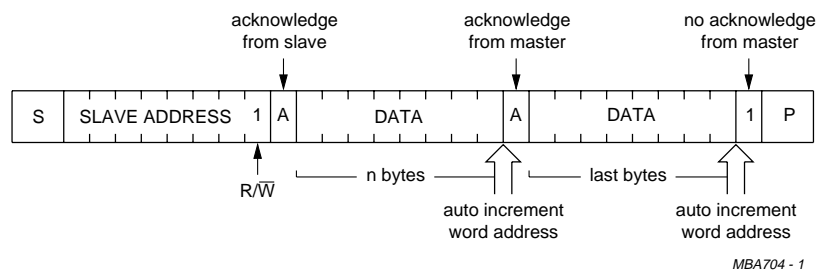 acknowledge
from slave
acknowledge
from master
no acknowledge
from master
S SLAVE ADDRESS 1 A DATA A DATA 1 P
R/W̅
n bytes
last bytes
auto increment
word address
auto increment
word address
MBA704 - 1